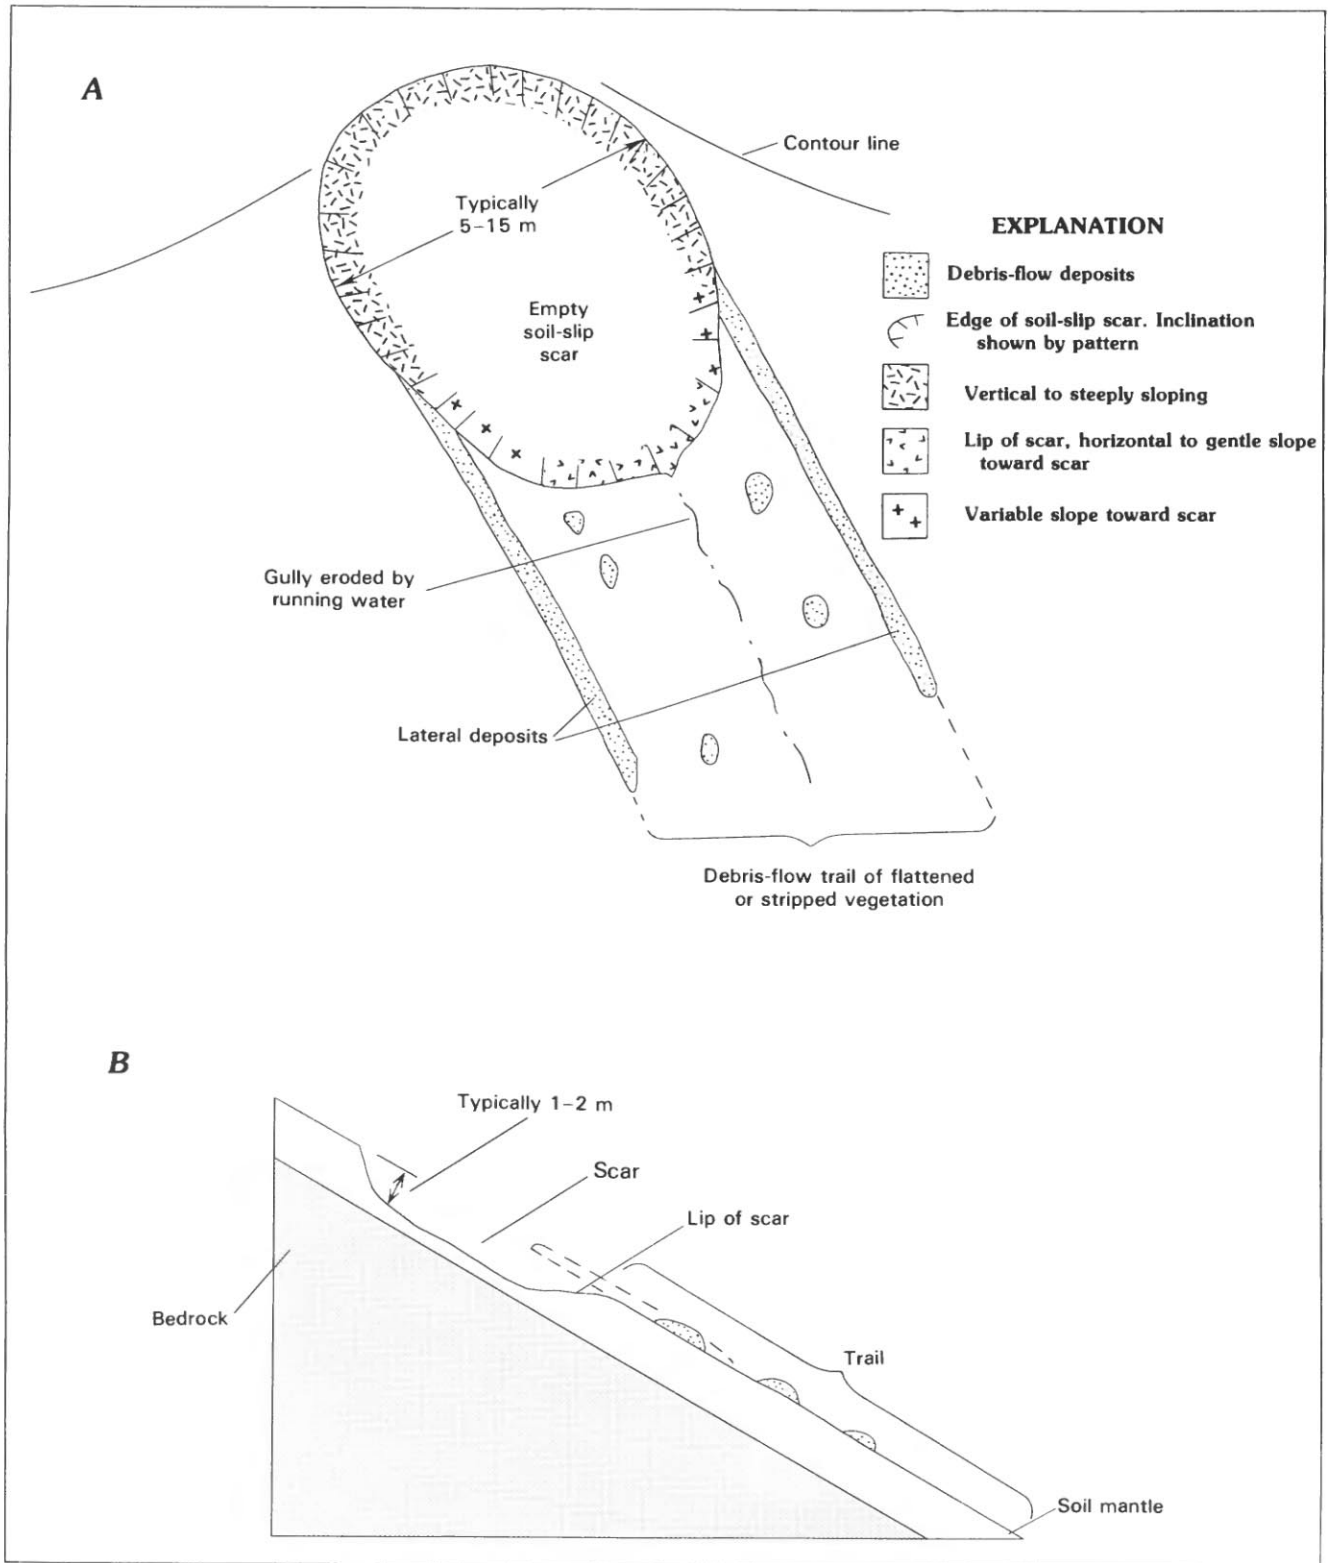 A
Contour line
Typically
5–15 m
EXPLANATION
Debris-flow deposits
Edge of soil-slip scar. Inclination
shown by pattern
Vertical to steeply sloping
Lip of scar, horizontal to gentle slope
toward scar
Variable slope toward scar
Empty
soil-slip
scar
Gully eroded by
running water
Lateral deposits
Debris-flow trail of flattened
or stripped vegetation
B
Typically 1–2 m
Scar
Lip of scar
Bedrock
Trail
Soil mantle